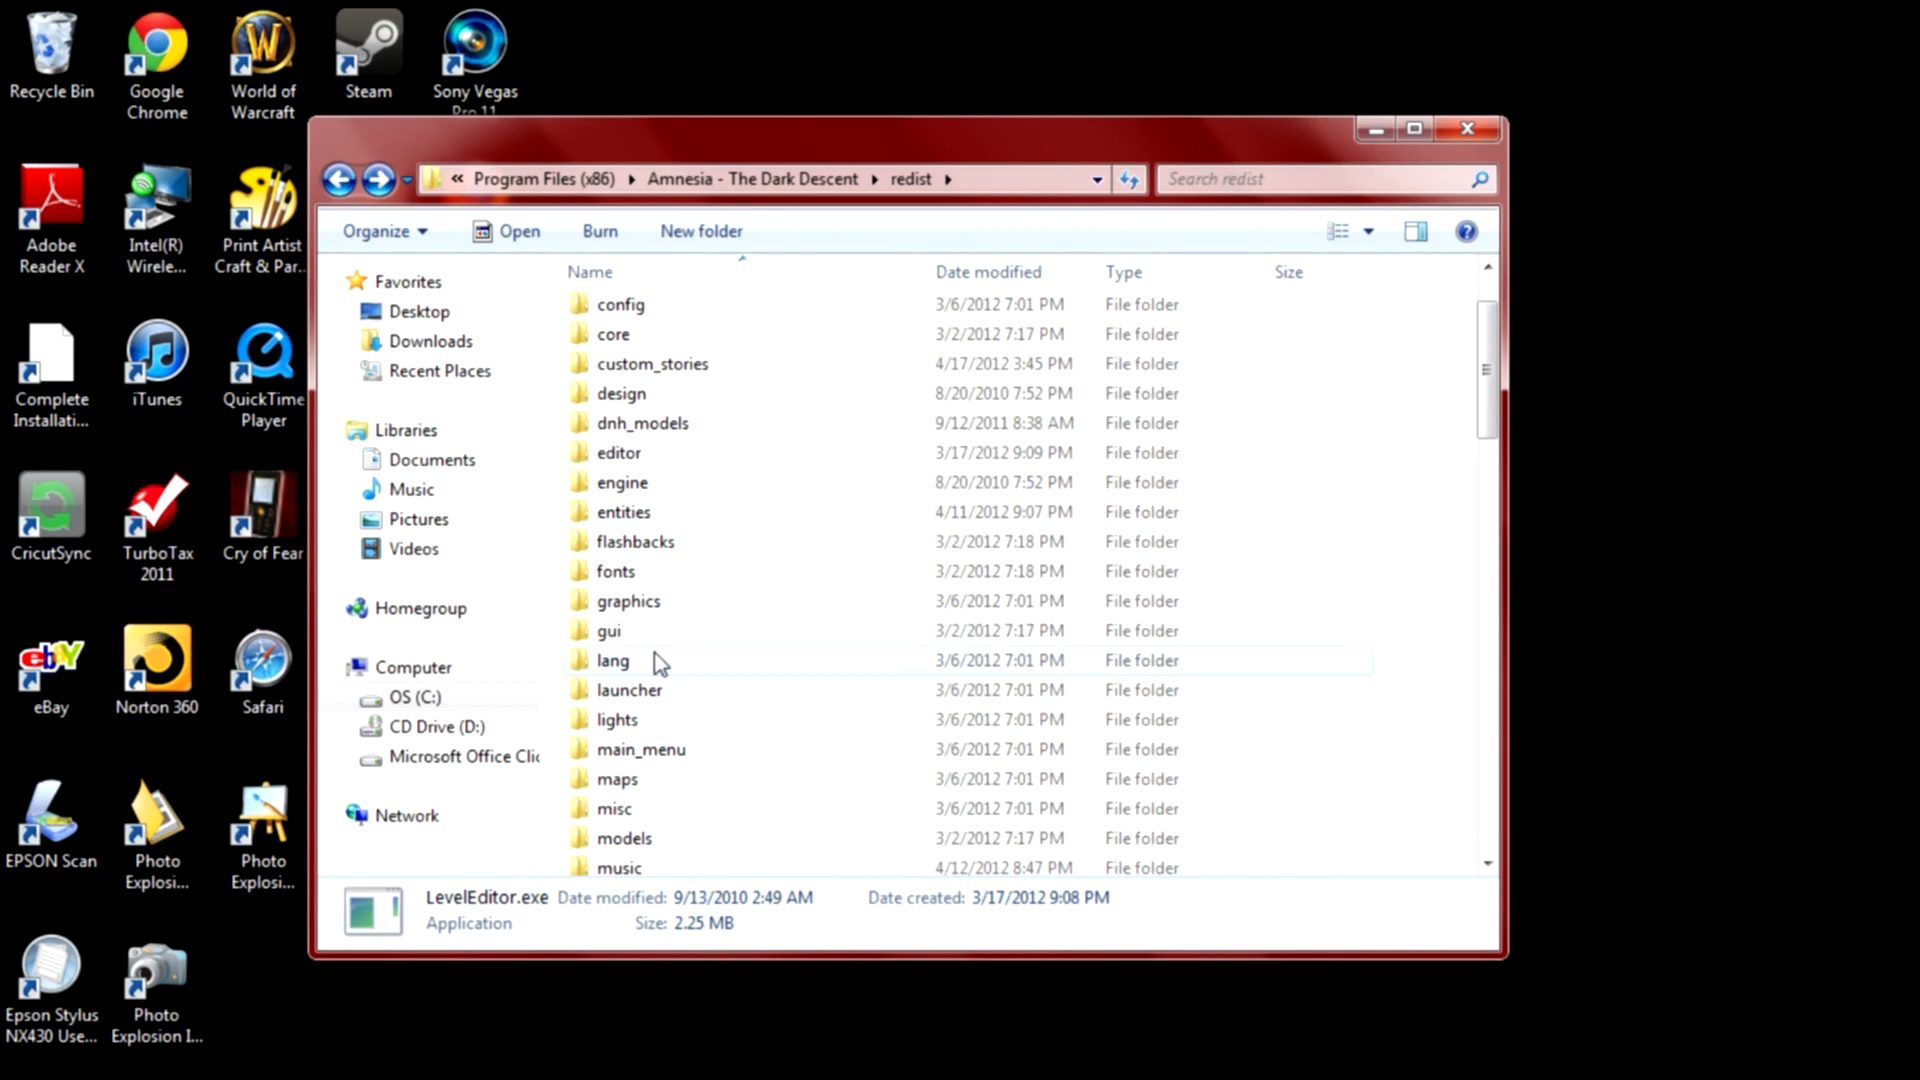 Recycle Bin
Google
Chrome
World of
Warcraft
Steam
Sony Vegas
Pro 11
Adobe
Reader X
Intel(R)
Wirele...
Print Artist
Craft & Par...
Complete
Installati...
iTunes
QuickTime
Player
CricutSync
TurboTax
2011
Cry of Fear
eBay
Norton 360
Safari
EPSON Scan
Photo
Explosi...
Photo
Explosi...
Epson Stylus
NX430 Use...
Photo
Explosion I...
« Program Files (x86) ▸ Amnesia - The Dark Descent ▸ redist ▸
Search redist
Organize Open Burn New folder
Favorites
Desktop
Downloads
Recent Places
Libraries
Documents
Music
Pictures
Videos
Homegroup
Computer
OS (C:)
CD Drive (D:)
Microsoft Office Clic
Network
Name Date modified Type Size
config 3/6/2012 7:01 PM File folder
core 3/2/2012 7:17 PM File folder
custom_stories 4/17/2012 3:45 PM File folder
design 8/20/2010 7:52 PM File folder
dnh_models 9/12/2011 8:38 AM File folder
editor 3/17/2012 9:09 PM File folder
engine 8/20/2010 7:52 PM File folder
entities 4/11/2012 9:07 PM File folder
flashbacks 3/2/2012 7:18 PM File folder
fonts 3/2/2012 7:18 PM File folder
graphics 3/6/2012 7:01 PM File folder
gui 3/2/2012 7:17 PM File folder
lang 3/6/2012 7:01 PM File folder
launcher 3/6/2012 7:01 PM File folder
lights 3/6/2012 7:01 PM File folder
main_menu 3/6/2012 7:01 PM File folder
maps 3/6/2012 7:01 PM File folder
misc 3/6/2012 7:01 PM File folder
models 3/2/2012 7:17 PM File folder
music 4/12/2012 8:47 PM File folder
LevelEditor.exe Date modified: 9/13/2010 2:49 AM Date created: 3/17/2012 9:08 PM
Application Size: 2.25 MB